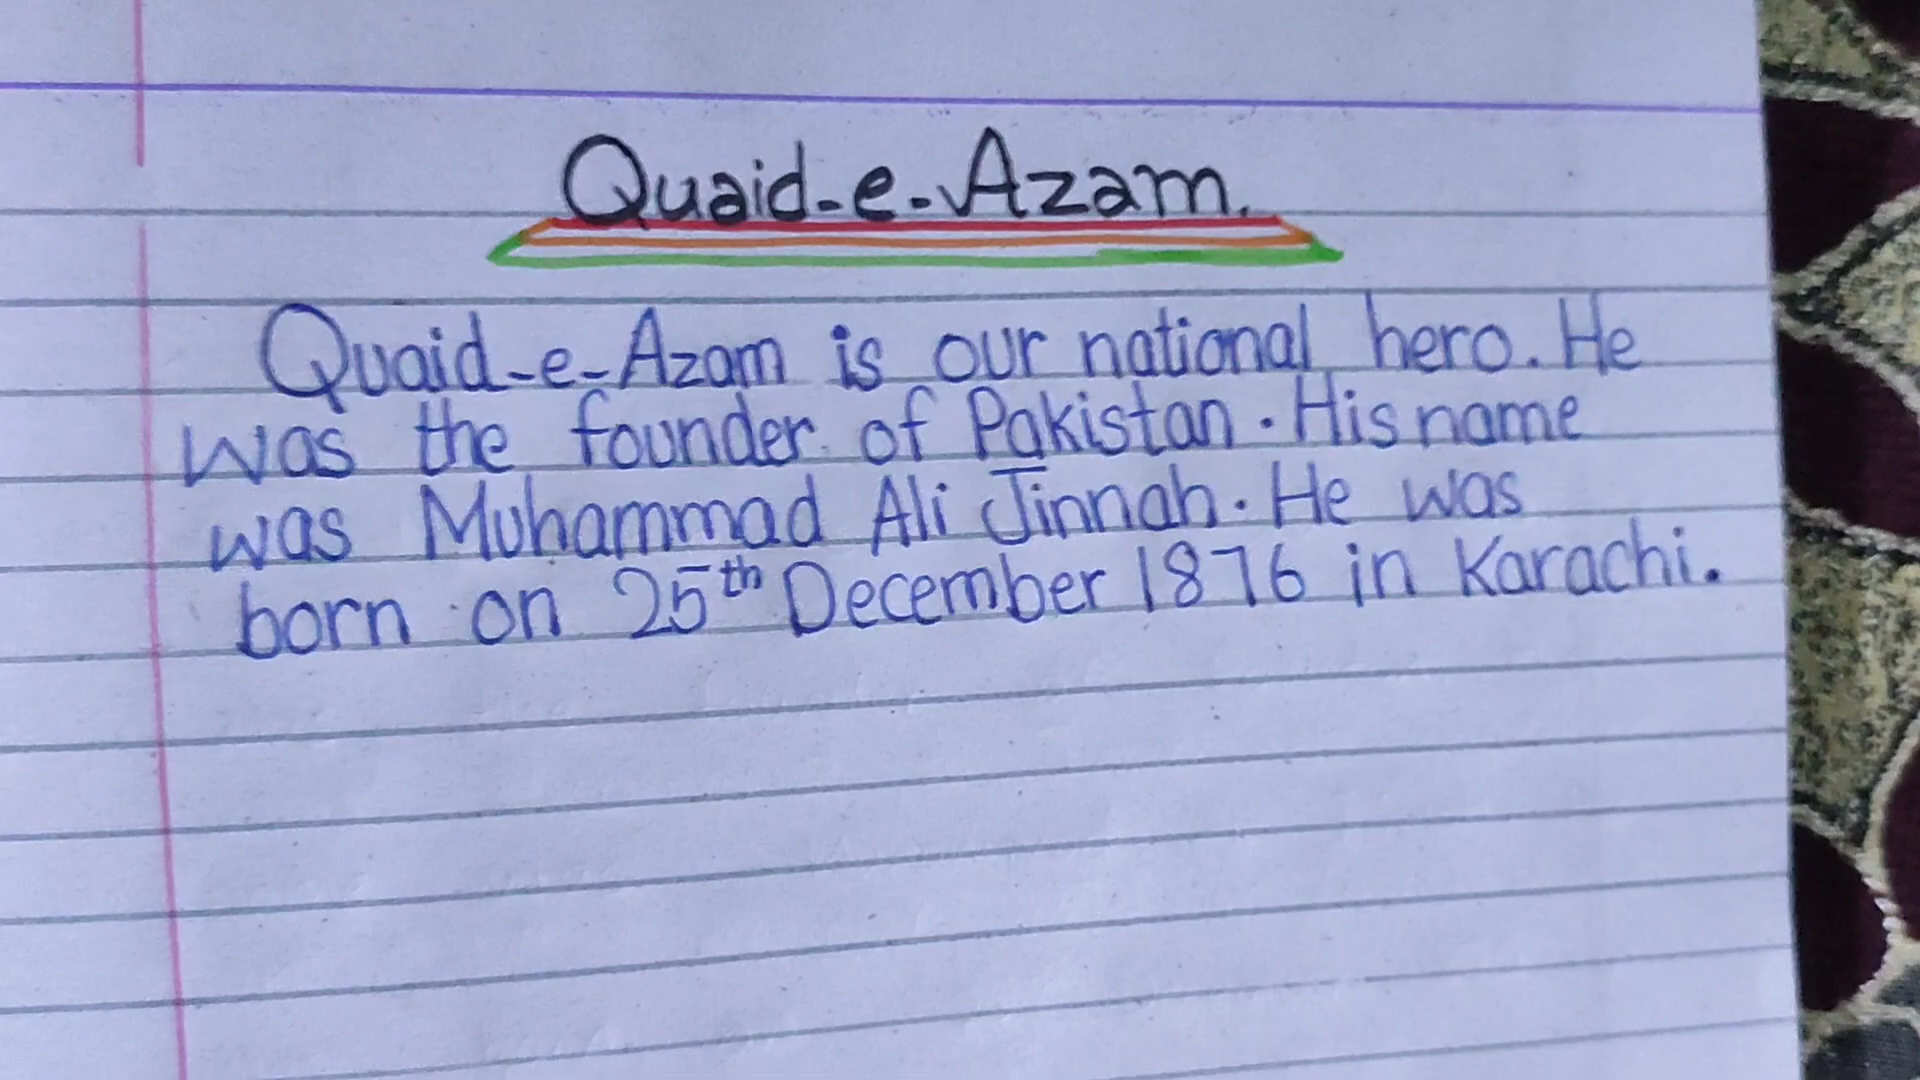 Quaid-e-Azam.
Quaid-e-Azam is our national hero. He
was the founder of Pakistan. His name
was Muhammad Ali Jinnah. He was
born on 25th December 1876 in Karachi.